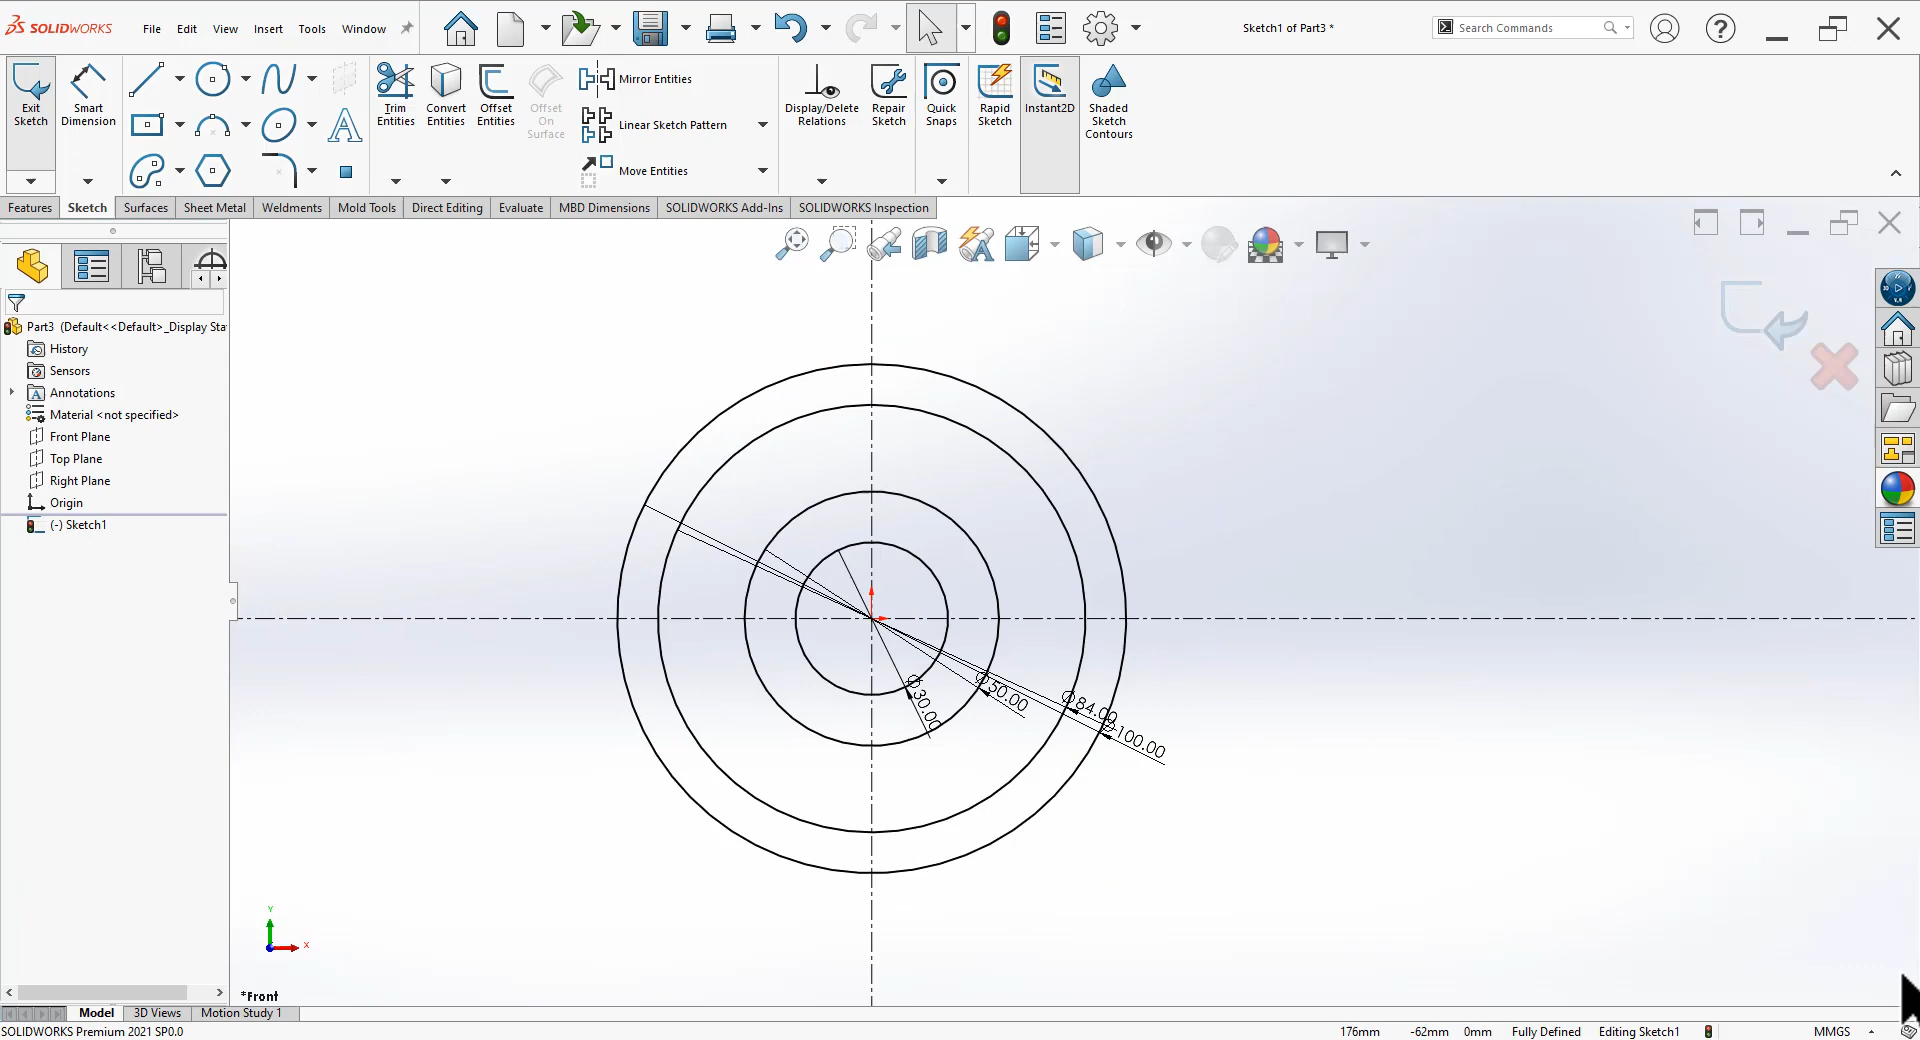 SOLIDWORKS File Edit View Insert Tools Window Sketch1 of Part3 * Search Commands
Exit Sketch
Smart Dimension
Trim Entities
Convert Entities
Offset Entities
Offset On Surface
Mirror Entities
Linear Sketch Pattern
Move Entities
Display/Delete Relations
Repair Sketch
Quick Snaps
Rapid Sketch
Instant2D
Shaded Sketch Contours
Features Sketch Surfaces Sheet Metal Weldments Mold Tools Direct Editing Evaluate MBD Dimensions SOLIDWORKS Add-Ins SOLIDWORKS Inspection
Part3 (Default<<Default>_Display Sta
History
Sensors
Annotations
Material <not specified>
Front Plane
Top Plane
Right Plane
Origin
(-) Sketch1
Ø30.00
Ø50.00
Ø84.00
Ø100.00
Y
X
*Front
Model 3D Views Motion Study 1
SOLIDWORKS Premium 2021 SP0.0 176mm -62mm 0mm Fully Defined Editing Sketch1 MMGS